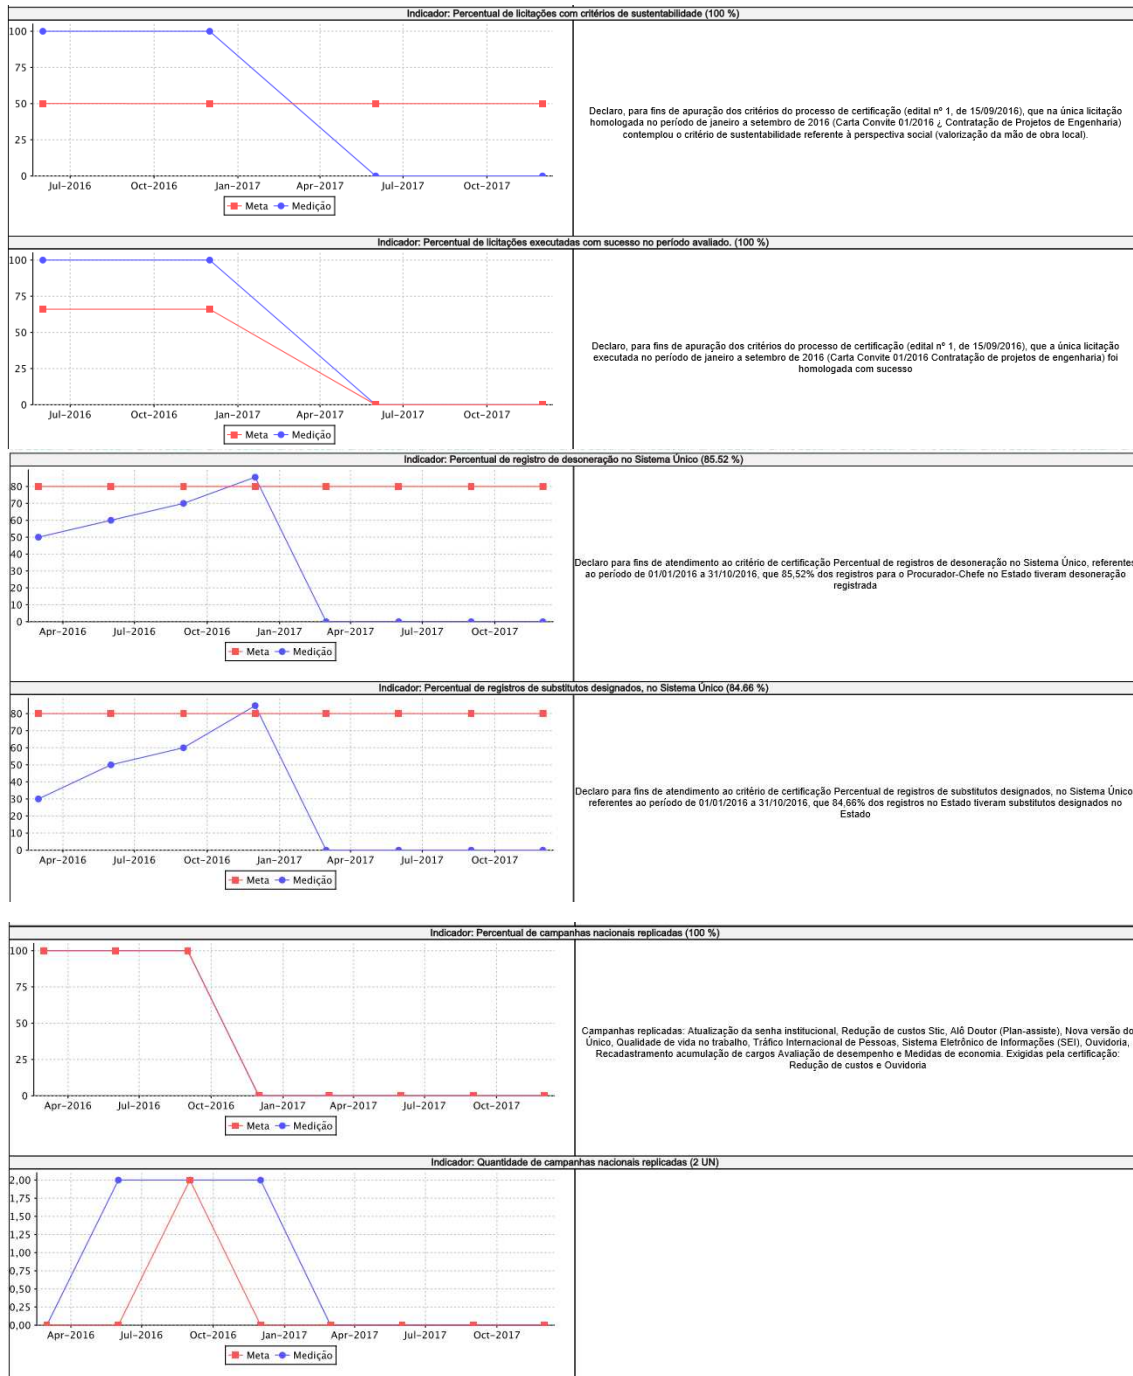 Indicador: Percentual de licitações com critérios de sustentabilidade (100 %)
100
75
50
25
0
Jul-2016 Oct-2016 Jan-2017 Apr-2017 Jul-2017 Oct-2017
Meta Medição
Declaro, para fins de apuração dos critérios do processo de certificação (edital nº 1, de 15/09/2016), que na única licitação
homologada no período de janeiro a setembro de 2016 (Carta Convite 01/2016 ¿ Contratação de Projetos de Engenharia)
contemplou o critério de sustentabilidade referente à perspectiva social (valorização da mão de obra local).
Indicador: Percentual de licitações executadas com sucesso no período avaliado. (100 %)
100
75
50
25
0
Jul-2016 Oct-2016 Jan-2017 Apr-2017 Jul-2017 Oct-2017
Meta Medição
Declaro, para fins de apuração dos critérios do processo de certificação (edital nº 1, de 15/09/2016), que a única licitação
executada no período de janeiro a setembro de 2016 (Carta Convite 01/2016 Contratação de projetos de engenharia) foi
homologada com sucesso
Indicador: Percentual de registro de desoneração no Sistema Único (85.52 %)
80
70
60
50
40
30
20
10
0
Apr-2016 Jul-2016 Oct-2016 Jan-2017 Apr-2017 Jul-2017 Oct-2017
Meta Medição
Declaro para fins de atendimento ao critério de certificação Percentual de registros de desoneração no Sistema Único, referentes
ao período de 01/01/2016 a 31/10/2016, que 85,52% dos registros para o Procurador-Chefe no Estado tiveram desoneração
registrada
Indicador: Percentual de registros de substitutos designados, no Sistema Único (84.66 %)
80
70
60
50
40
30
20
10
0
Apr-2016 Jul-2016 Oct-2016 Jan-2017 Apr-2017 Jul-2017 Oct-2017
Meta Medição
Declaro para fins de atendimento ao critério de certificação Percentual de registros de substitutos designados, no Sistema Único
referentes ao período de 01/01/2016 a 31/10/2016, que 84,66% dos registros no Estado tiveram substitutos designados no
Estado
Indicador: Percentual de campanhas nacionais replicadas (100 %)
100
75
50
25
0
Apr-2016 Jul-2016 Oct-2016 Jan-2017 Apr-2017 Jul-2017 Oct-2017
Meta Medição
Campanhas replicadas: Atualização da senha institucional, Redução de custos Stic, Alô Doutor (Plan-assiste), Nova versão do
Único, Qualidade de vida no trabalho, Tráfico Internacional de Pessoas, Sistema Eletrônico de Informações (SEI), Ouvidoria,
Recadastramento acumulação de cargos Avaliação de desempenho e Medidas de economia. Exigidas pela certificação:
Redução de custos e Ouvidoria
Indicador: Quantidade de campanhas nacionais replicadas (2 UN)
2,00
1,75
1,50
1,25
1,00
0,75
0,50
0,25
0,00
Apr-2016 Jul-2016 Oct-2016 Jan-2017 Apr-2017 Jul-2017 Oct-2017
Meta Medição